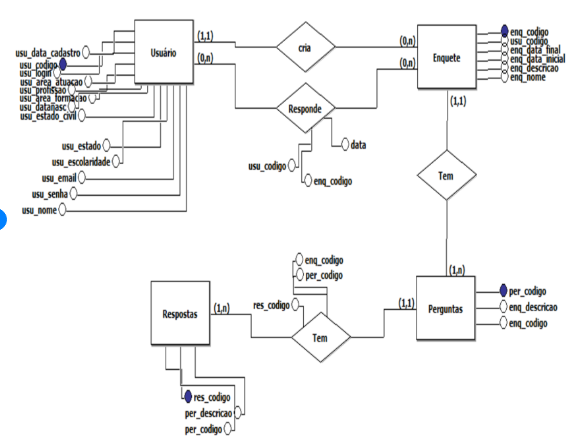 Usuário
(1,1)
(0,n)
cria
(0,n)
(0,n)
Enquete
enq_codigo
usu_codigo
enq_data_final
enq_data_inicial
enq_descricao
enq_nome
usu_data_cadastro
usu_codigo
usu_login
usu_area_atuacao
usu_profissao
usu_area_formacao
usu_datanasc
usu_estado_civil
usu_estado
usu_escolaridade
usu_email
usu_senha
usu_nome
Responde
data
usu_codigo
enq_codigo
(1,1)
Tem
(1,n)
Respostas
(1,n)
enq_codigo
per_codigo
res_codigo
Tem
(1,1)
Perguntas
per_codigo
enq_descricao
enq_codigo
res_codigo
per_descricao
per_codigo